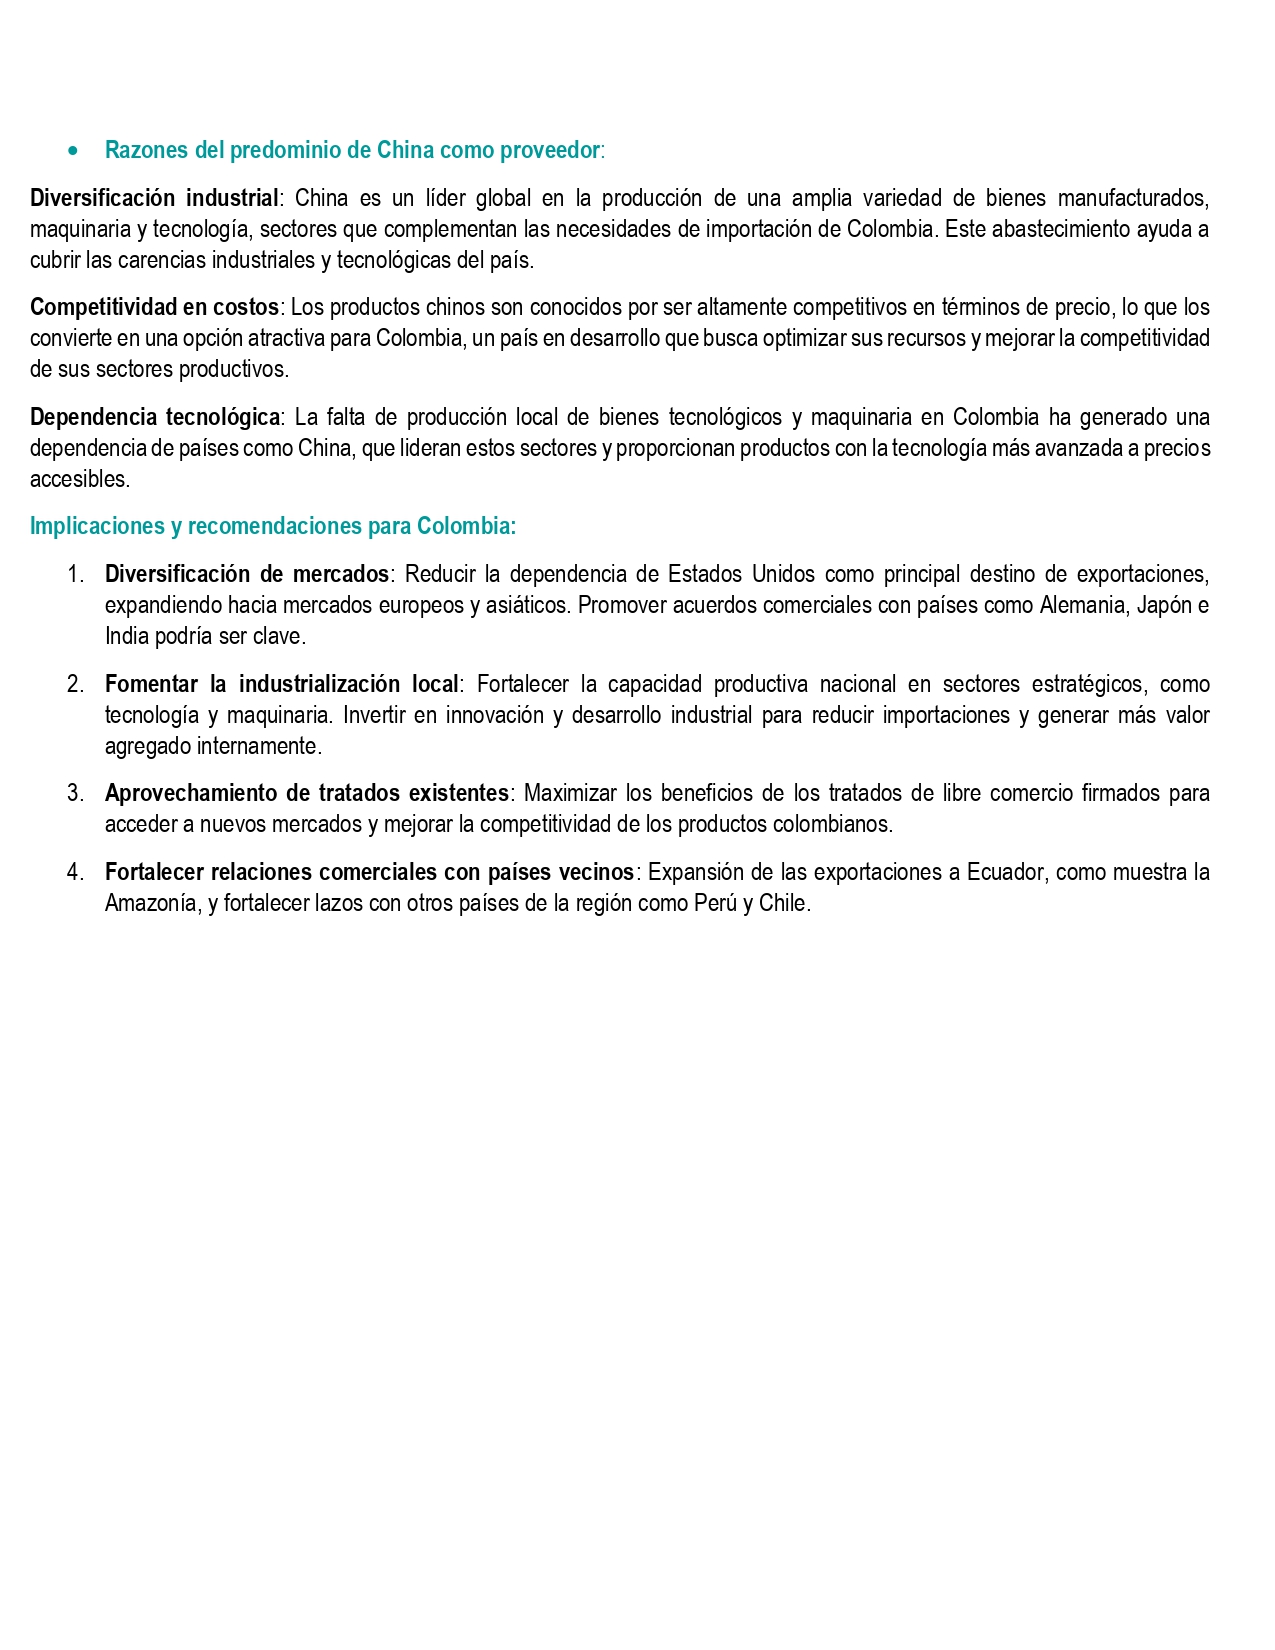 • Razones del predominio de China como proveedor:
Diversificación industrial: China es un líder global en la producción de una amplia variedad de bienes manufacturados,
maquinaria y tecnología, sectores que complementan las necesidades de importación de Colombia. Este abastecimiento ayuda a
cubrir las carencias industriales y tecnológicas del país.
Competitividad en costos: Los productos chinos son conocidos por ser altamente competitivos en términos de precio, lo que los
convierte en una opción atractiva para Colombia, un país en desarrollo que busca optimizar sus recursos y mejorar la competitividad
de sus sectores productivos.
Dependencia tecnológica: La falta de producción local de bienes tecnológicos y maquinaria en Colombia ha generado una
dependencia de países como China, que lideran estos sectores y proporcionan productos con la tecnología más avanzada a precios
accesibles.
Implicaciones y recomendaciones para Colombia:
1. Diversificación de mercados: Reducir la dependencia de Estados Unidos como principal destino de exportaciones,
expandiendo hacia mercados europeos y asiáticos. Promover acuerdos comerciales con países como Alemania, Japón e
India podría ser clave.
2. Fomentar la industrialización local: Fortalecer la capacidad productiva nacional en sectores estratégicos, como
tecnología y maquinaria. Invertir en innovación y desarrollo industrial para reducir importaciones y generar más valor
agregado internamente.
3. Aprovechamiento de tratados existentes: Maximizar los beneficios de los tratados de libre comercio firmados para
acceder a nuevos mercados y mejorar la competitividad de los productos colombianos.
4. Fortalecer relaciones comerciales con países vecinos: Expansión de las exportaciones a Ecuador, como muestra la
Amazonía, y fortalecer lazos con otros países de la región como Perú y Chile.